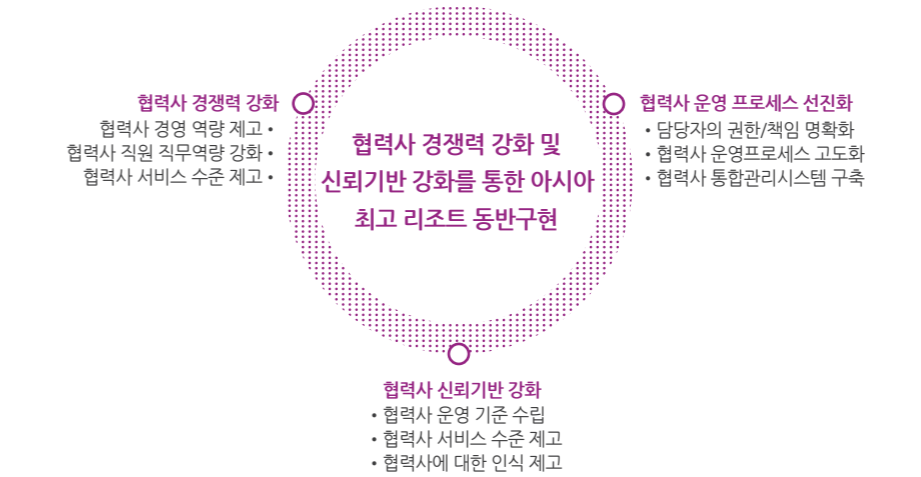 협력사 경쟁력 강화
협력사 경영 역량 제고 •
협력사 직원 직무역량 강화 •
협력사 서비스 수준 제고 •
협력사 경쟁력 강화 및
신뢰기반 강화를 통한 아시아
최고 리조트 동반구현
협력사 운영 프로세스 선진화
• 담당자의 권한/책임 명확화
• 협력사 운영프로세스 고도화
• 협력사 통합관리시스템 구축
협력사 신뢰기반 강화
• 협력사 운영 기준 수립
• 협력사 서비스 수준 제고
• 협력사에 대한 인식 제고